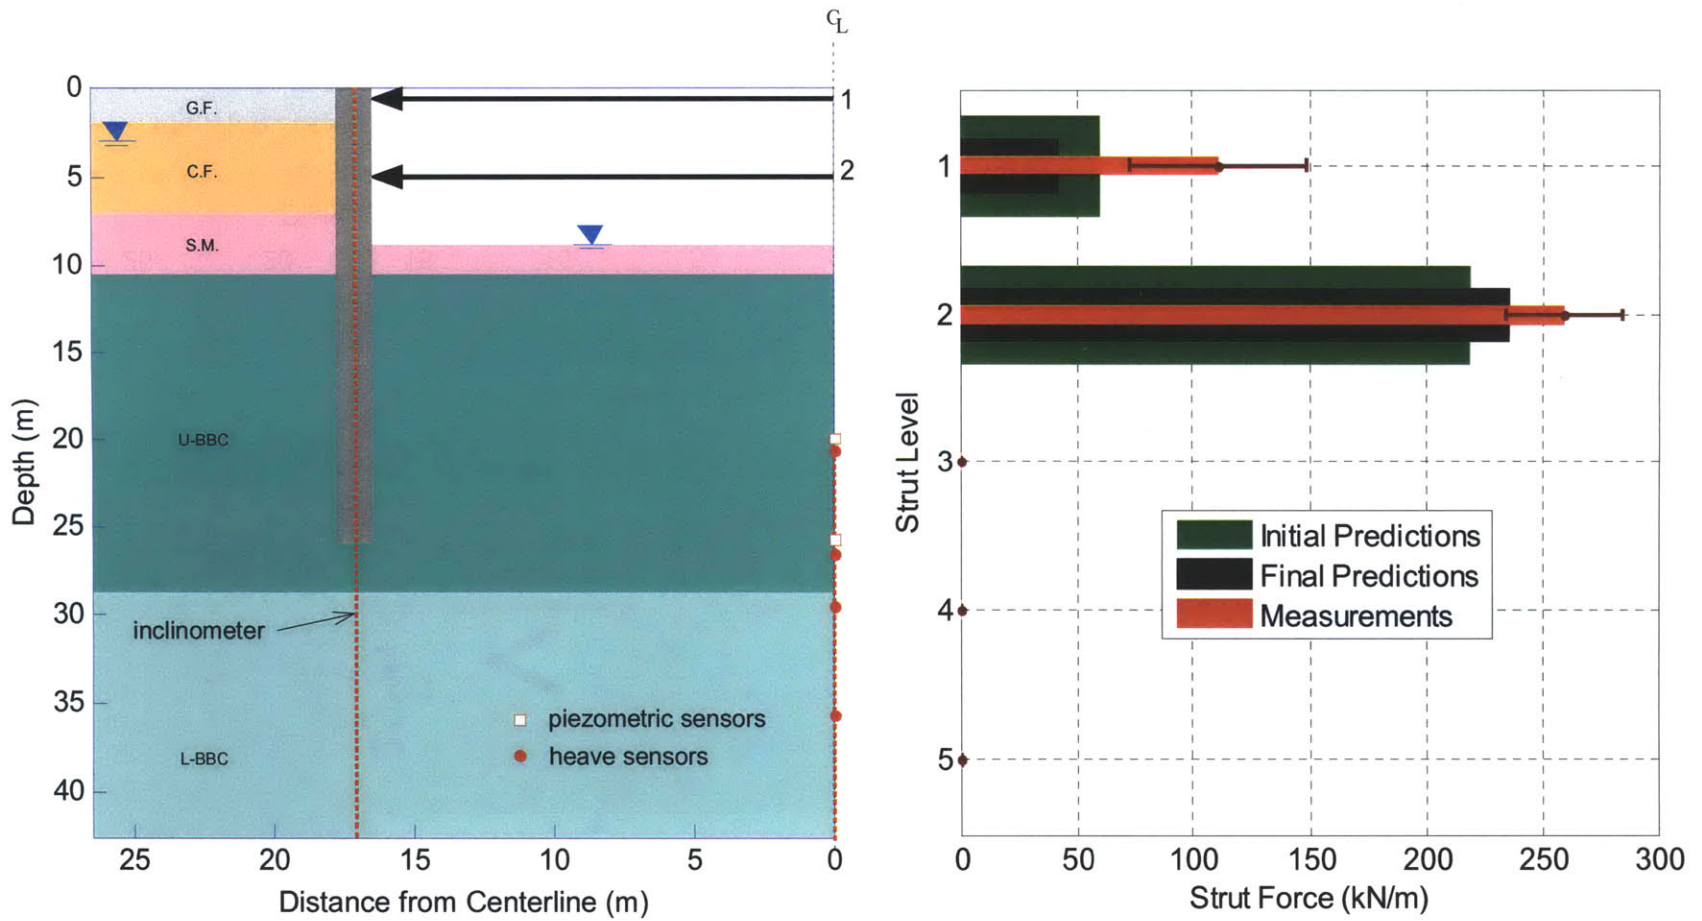 CL
0
G.F.
1
C.F.
5
2
S.M.
10
15
20
U-BBC
25
30
inclinometer
35
piezometric sensors
heave sensors
L-BBC
40
Depth (m)
25 20 15 10 5 0
Distance from Centerline (m)
1
2
3
4
5
Strut Level
Initial Predictions
Final Predictions
Measurements
0 50 100 150 200 250 300
Strut Force (kN/m)